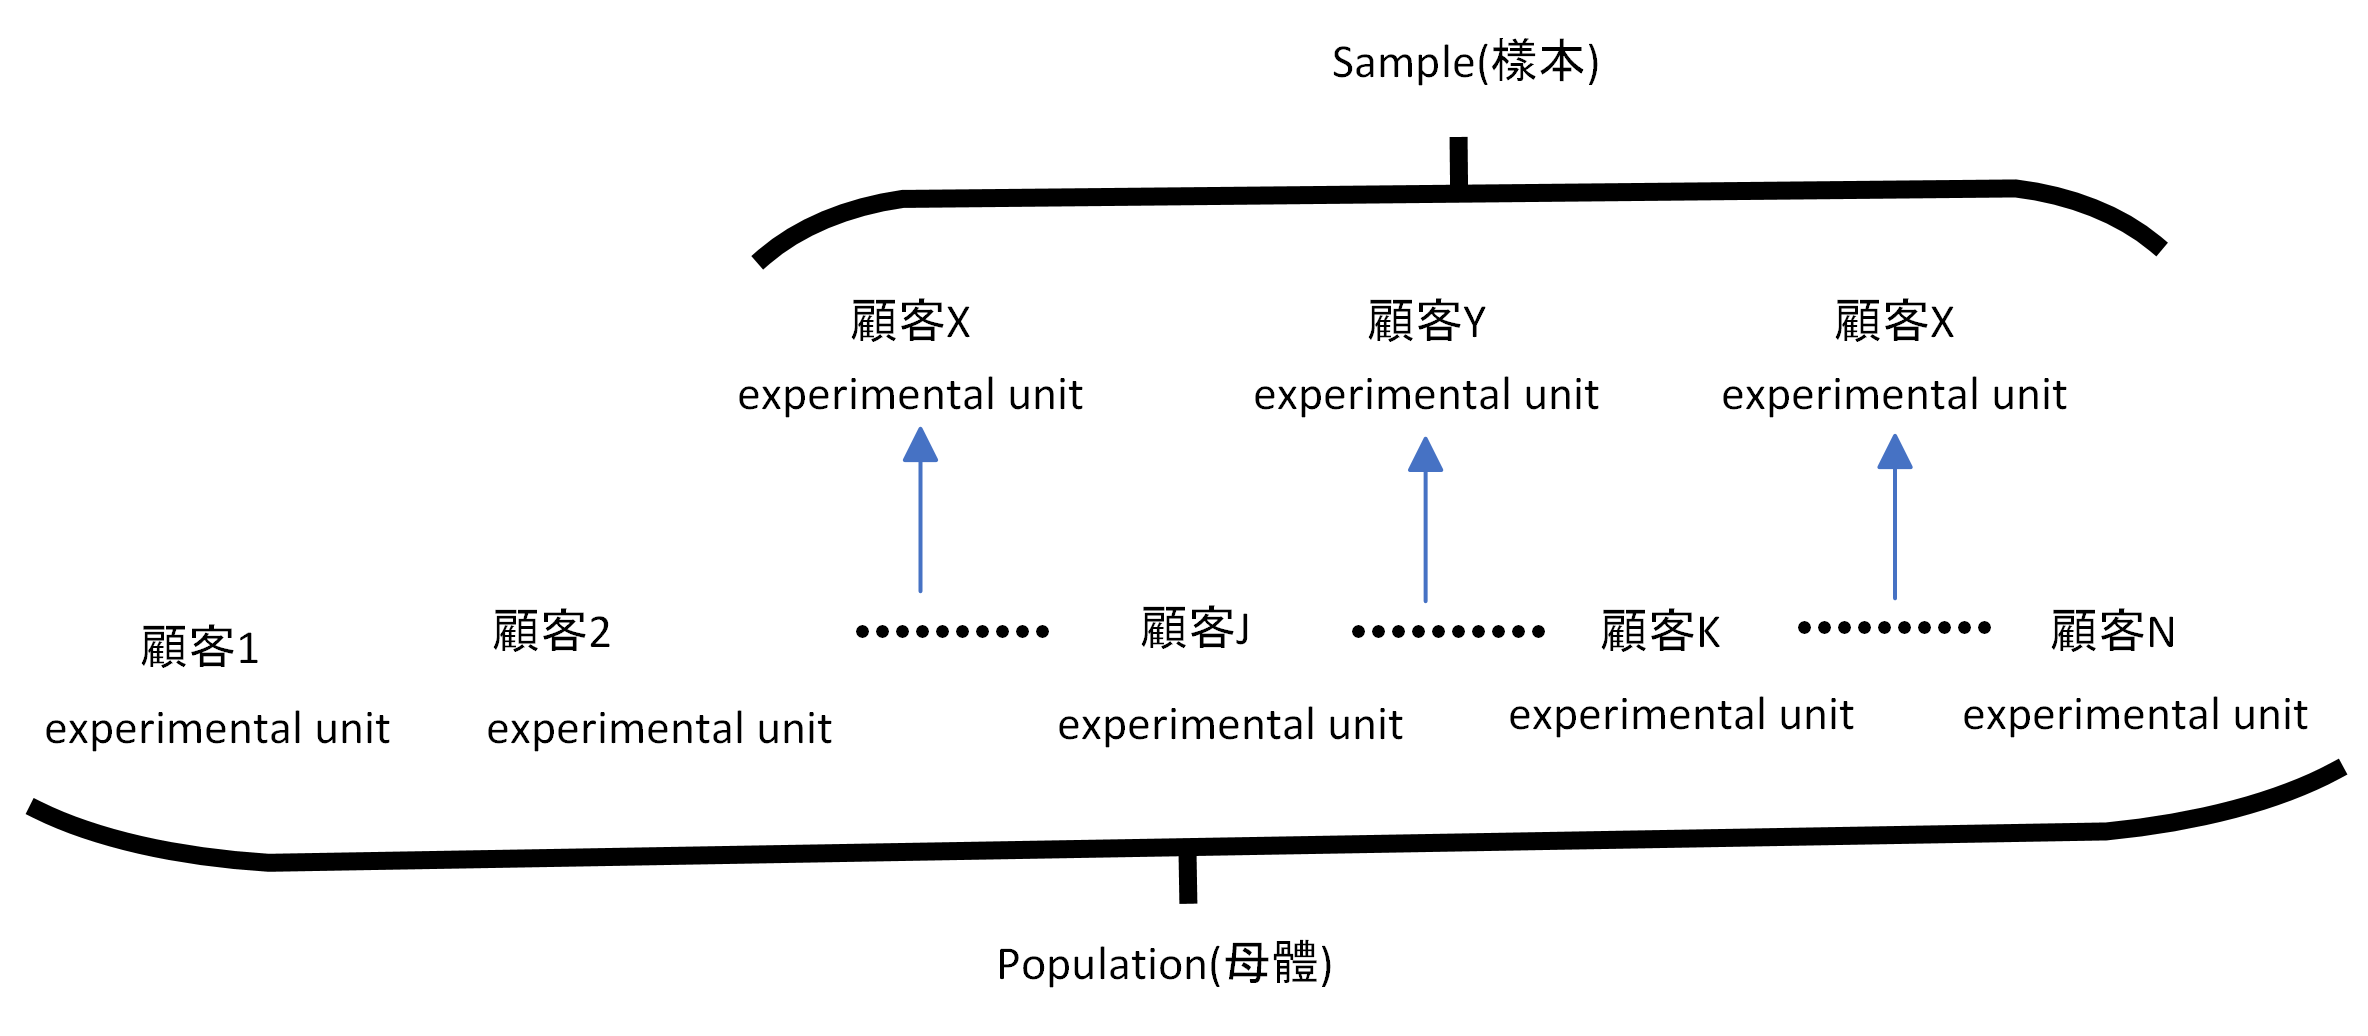 Sample(樣本)
顧客X
experimental unit
顧客Y
experimental unit
顧客X
experimental unit
顧客1
experimental unit
顧客2
experimental unit
顧客J
experimental unit
顧客K
experimental unit
顧客N
experimental unit
Population(母體)